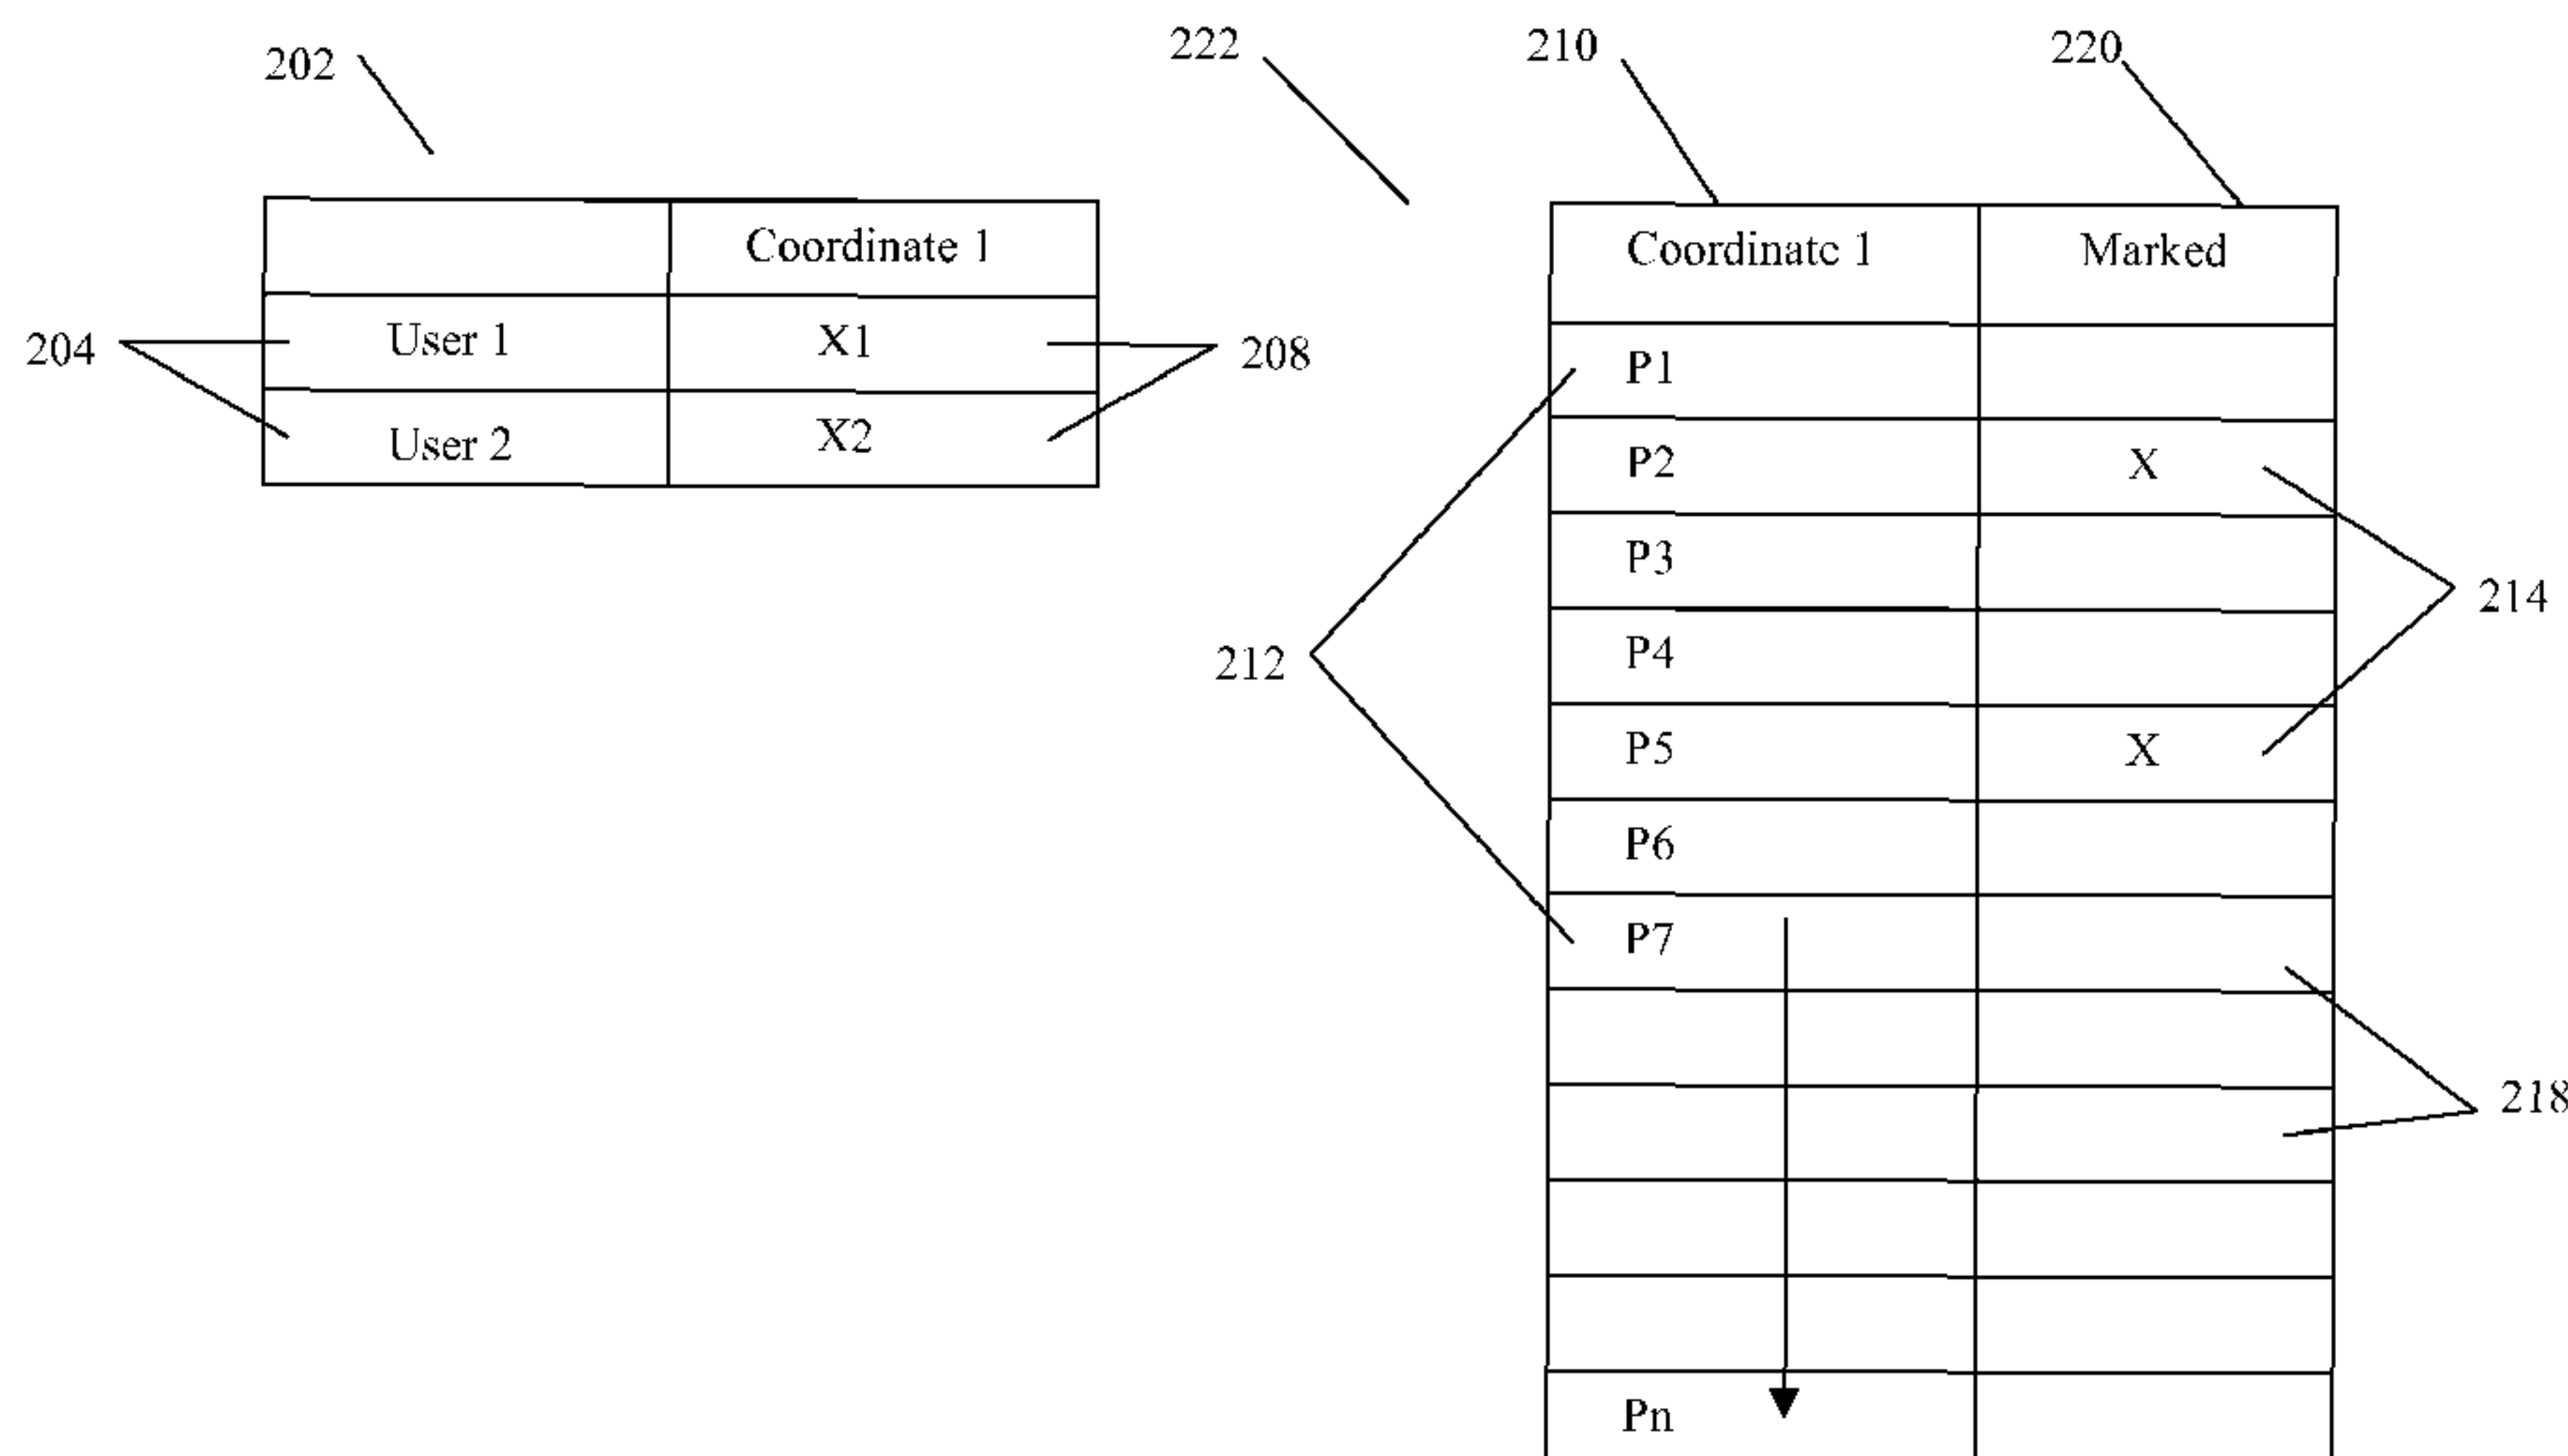 202
222
210
220
Coordinate 1
User 1 X1
User 2 X2
204
208
Coordinate 1 Marked
P1
P2 X
P3
P4
P5 X
P6
P7
Pn
212
214
218